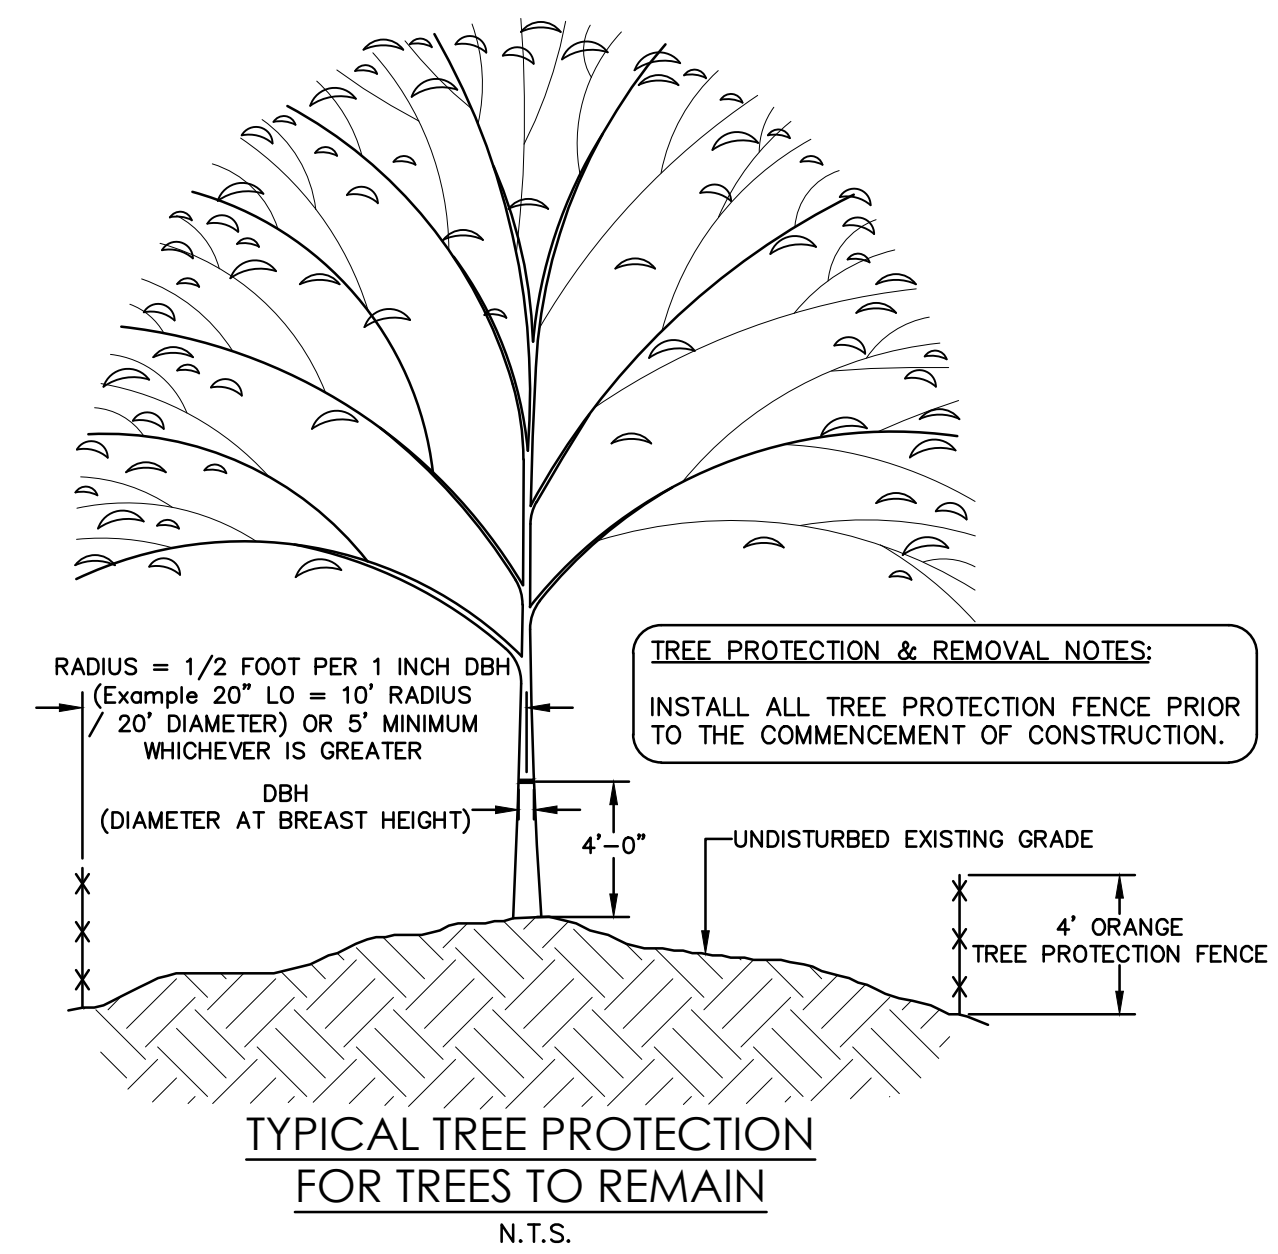 RADIUS = 1/2 FOOT PER 1 INCH DBH
(Example 20" LO = 10' RADIUS
/ 20' DIAMETER) OR 5' MINIMUM
WHICHEVER IS GREATER
DBH
(DIAMETER AT BREAST HEIGHT)
TREE PROTECTION & REMOVAL NOTES:
INSTALL ALL TREE PROTECTION FENCE PRIOR
TO THE COMMENCEMENT OF CONSTRUCTION.
4'-0"
UNDISTURBED EXISTING GRADE
4' ORANGE
TREE PROTECTION FENCE
TYPICAL TREE PROTECTION
FOR TREES TO REMAIN
N.T.S.